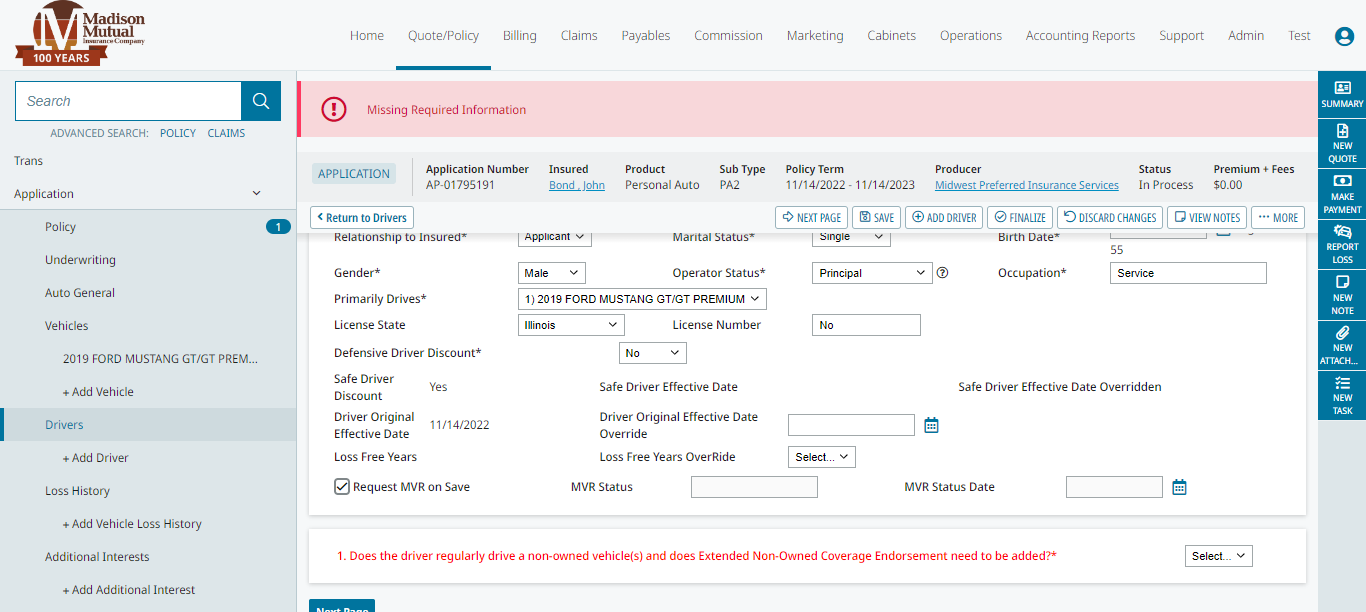 Madison
Mutual
Insurance Company
100 YEARS
Home Quote/Policy Billing Claims Payables Commission Marketing Cabinets Operations Accounting Reports Support Admin Test
Search
ADVANCED SEARCH: POLICY CLAIMS
Trans
Application
Policy 1
Underwriting
Auto General
Vehicles
2019 FORD MUSTANG GT/GT PREM...
+ Add Vehicle
Drivers
+ Add Driver
Loss History
+ Add Vehicle Loss History
Additional Interests
+ Add Additional Interest
Missing Required Information
APPLICATION
Application Number Insured Product Sub Type Policy Term Producer Status Premium + Fees
AP-01795191 Bond , John Personal Auto PA2 11/14/2022 - 11/14/2023 Midwest Preferred Insurance Services In Process $0.00
Return to Drivers NEXT PAGE SAVE ADD DRIVER FINALIZE DISCARD CHANGES VIEW NOTES MORE
Relationship to Insured* Applicant Marital Status* Single Birth Date*
55
Gender* Male Operator Status* Principal Occupation* Service
Primarily Drives* 1) 2019 FORD MUSTANG GT/GT PREMIUM
License State Illinois License Number No
Defensive Driver Discount* No
Safe Driver
Discount Yes Safe Driver Effective Date Safe Driver Effective Date Overridden
Driver Original
Effective Date 11/14/2022 Driver Original Effective Date
Override
Loss Free Years Loss Free Years OverRide Select...
Request MVR on Save MVR Status MVR Status Date
1. Does the driver regularly drive a non-owned vehicle(s) and does Extended Non-Owned Coverage Endorsement need to be added?* Select...
Next Page
SUMMARY
NEW
QUOTE
MAKE
PAYMENT
REPORT
LOSS
NEW
NOTE
NEW
ATTACH...
NEW
TASK